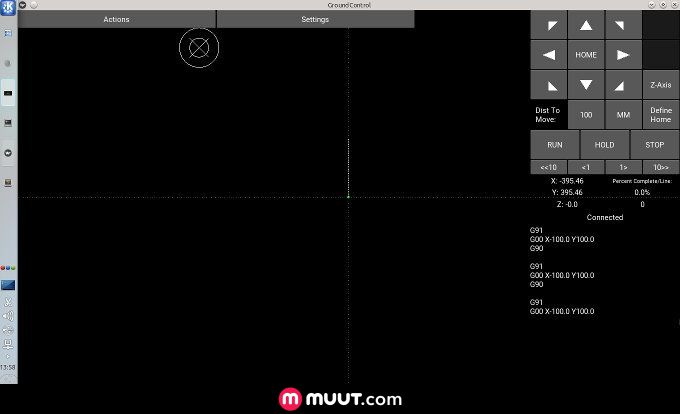 GroundControl
Actions
Settings
HOME
Z-Axis
Dist To
Move:
100
MM
Define
Home
RUN
HOLD
STOP
<<10
<1
1>
10>>
X: -395.46
Percent Complete/Line:
Y: 395.46
0.0%
Z: -0.0
0
Connected
G91
G00 X-100.0 Y100.0
G90
G91
G00 X-100.0 Y100.0
G90
G91
G00 X-100.0 Y100.0
13:58
m muut.com